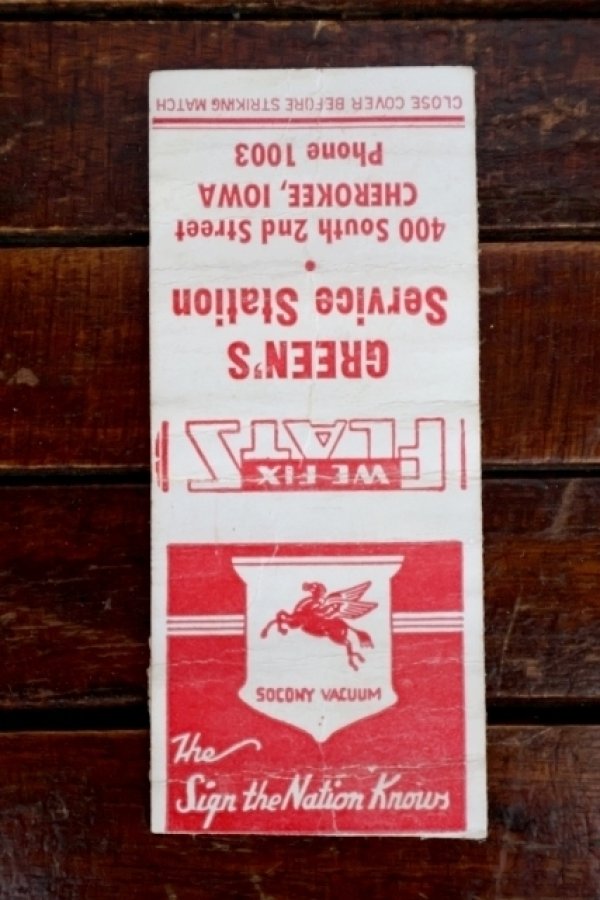 CLOSE COVER BEFORE STRIKING MATCH
Phone 1003
CHEROKEE, IOWA
400 South 2nd Street
•
Service Station
GREEN'S
FLATS
WE FIX
SOCONY VACUUM
The
Sign the Nation Knows